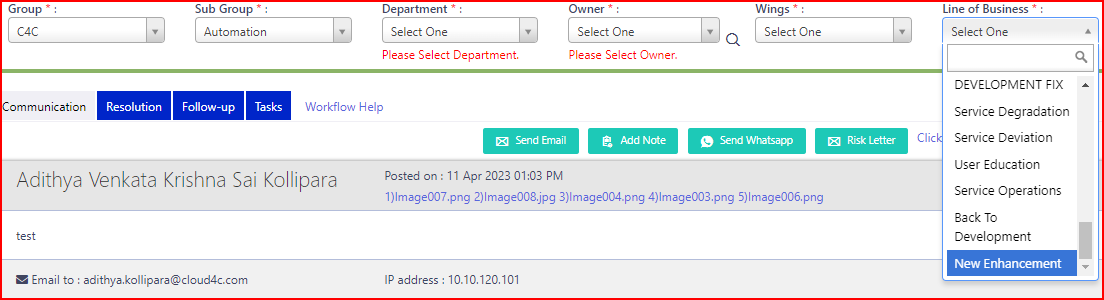 Group * : Sub Group * : Department * : Owner * : Wings * : Line of Business * :
C4C Automation Select One Select One Select One Select One
Please Select Department. Please Select Owner.
DEVELOPMENT FIX
Service Degradation
Service Deviation
User Education
Service Operations
Back To
Development
New Enhancement
Communication Resolution Follow-up Tasks Workflow Help
Send Email Add Note Send Whatsapp Risk Letter Click
Adithya Venkata Krishna Sai Kollipara Posted on : 11 Apr 2023 01:03 PM
1)Image007.png 2)Image008.jpg 3)Image004.png 4)Image003.png 5)Image006.png
test
Email to : adithya.kollipara@cloud4c.com IP address : 10.10.120.101